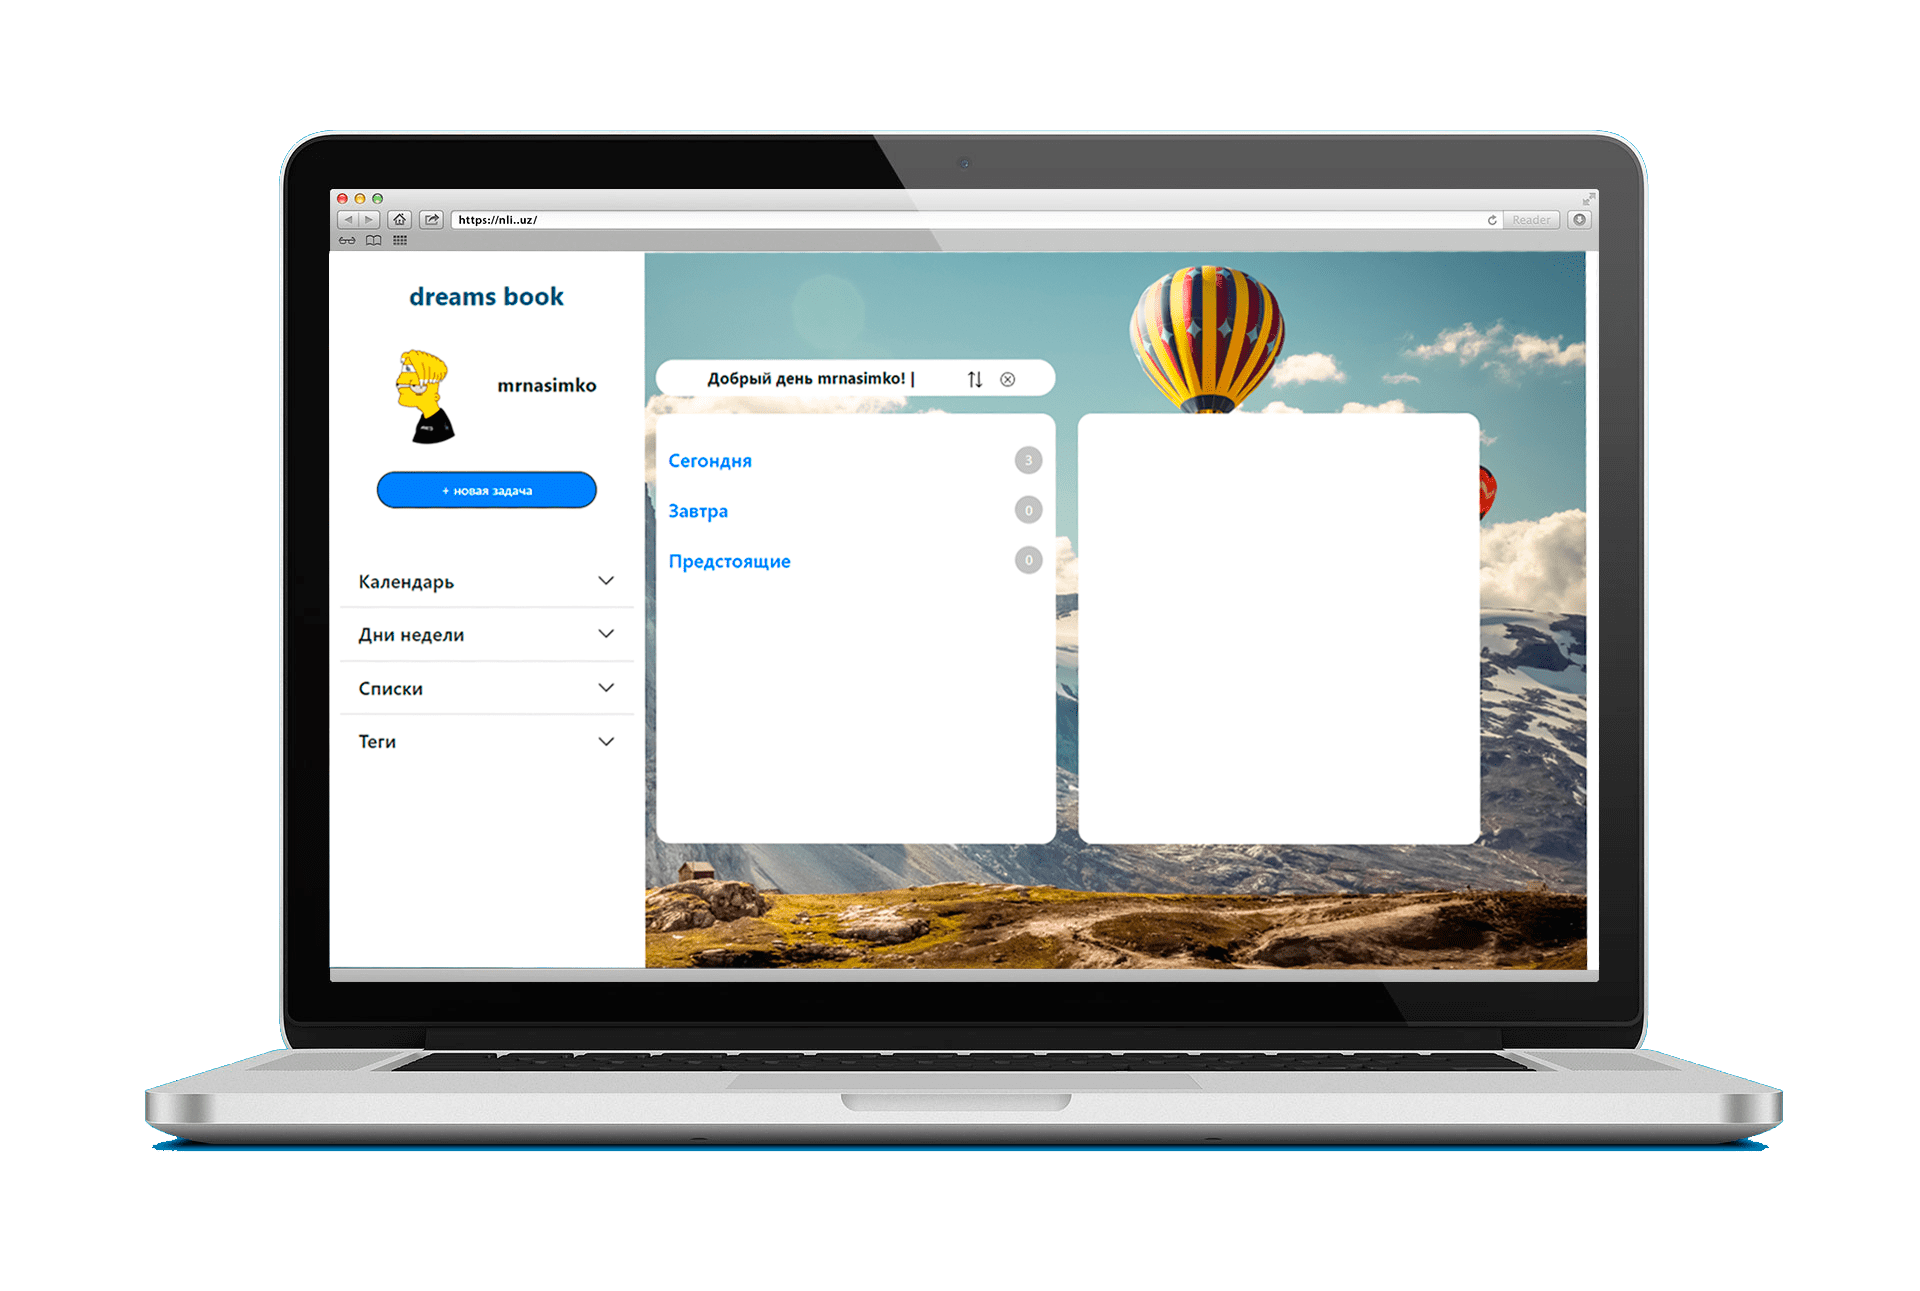 https://nli..uz/
Reader
dreams book
mrnasimko
+ новая задача
Календарь
Дни недели
Списки
Теги
Добрый день mrnasimko! |
Сегондня 3
Завтра 0
Предстоящие 0